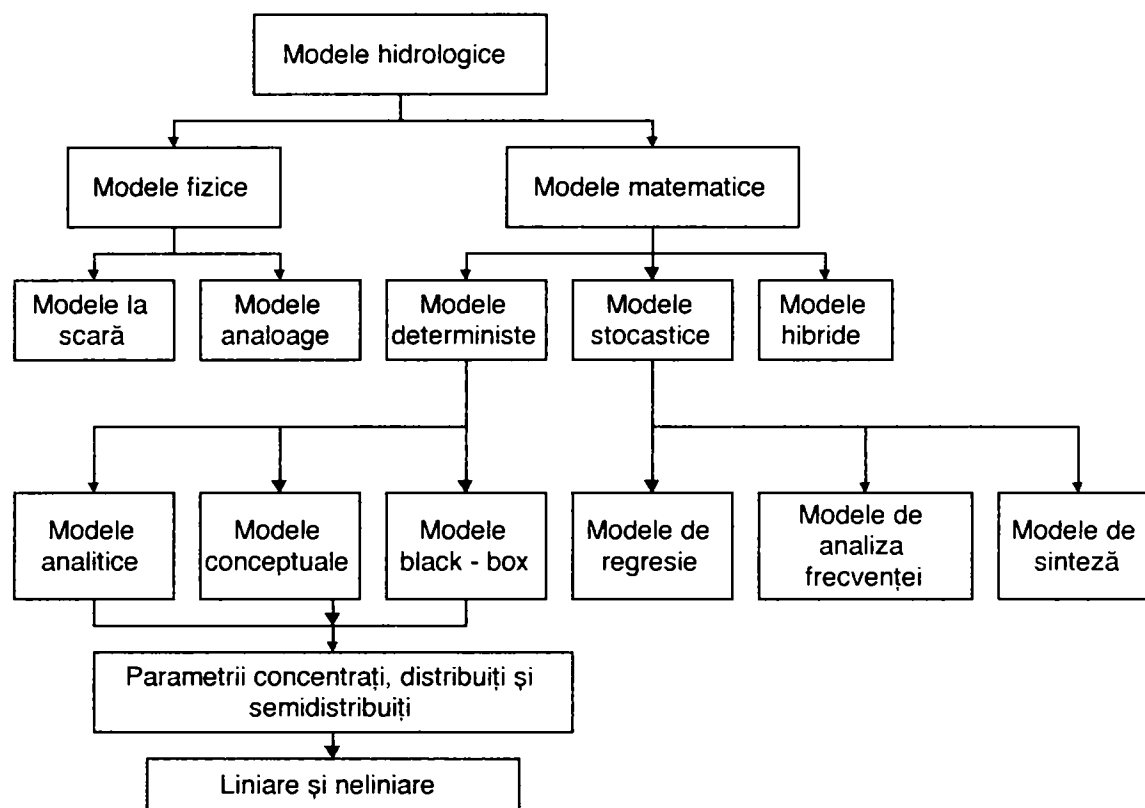 Modele hidrologice
Modele fizice
Modele matematice
Modele la
scară
Modele
analoage
Modele
deterministe
Modele
stocastice
Modele
hibride
Modele
analitice
Modele
conceptuale
Modele
black - box
Modele de
regresie
Modele de
analiza
frecvenței
Modele de
sinteză
Parametrii concentrați, distribuiți și
semidistribuiți
Liniare și neliniare